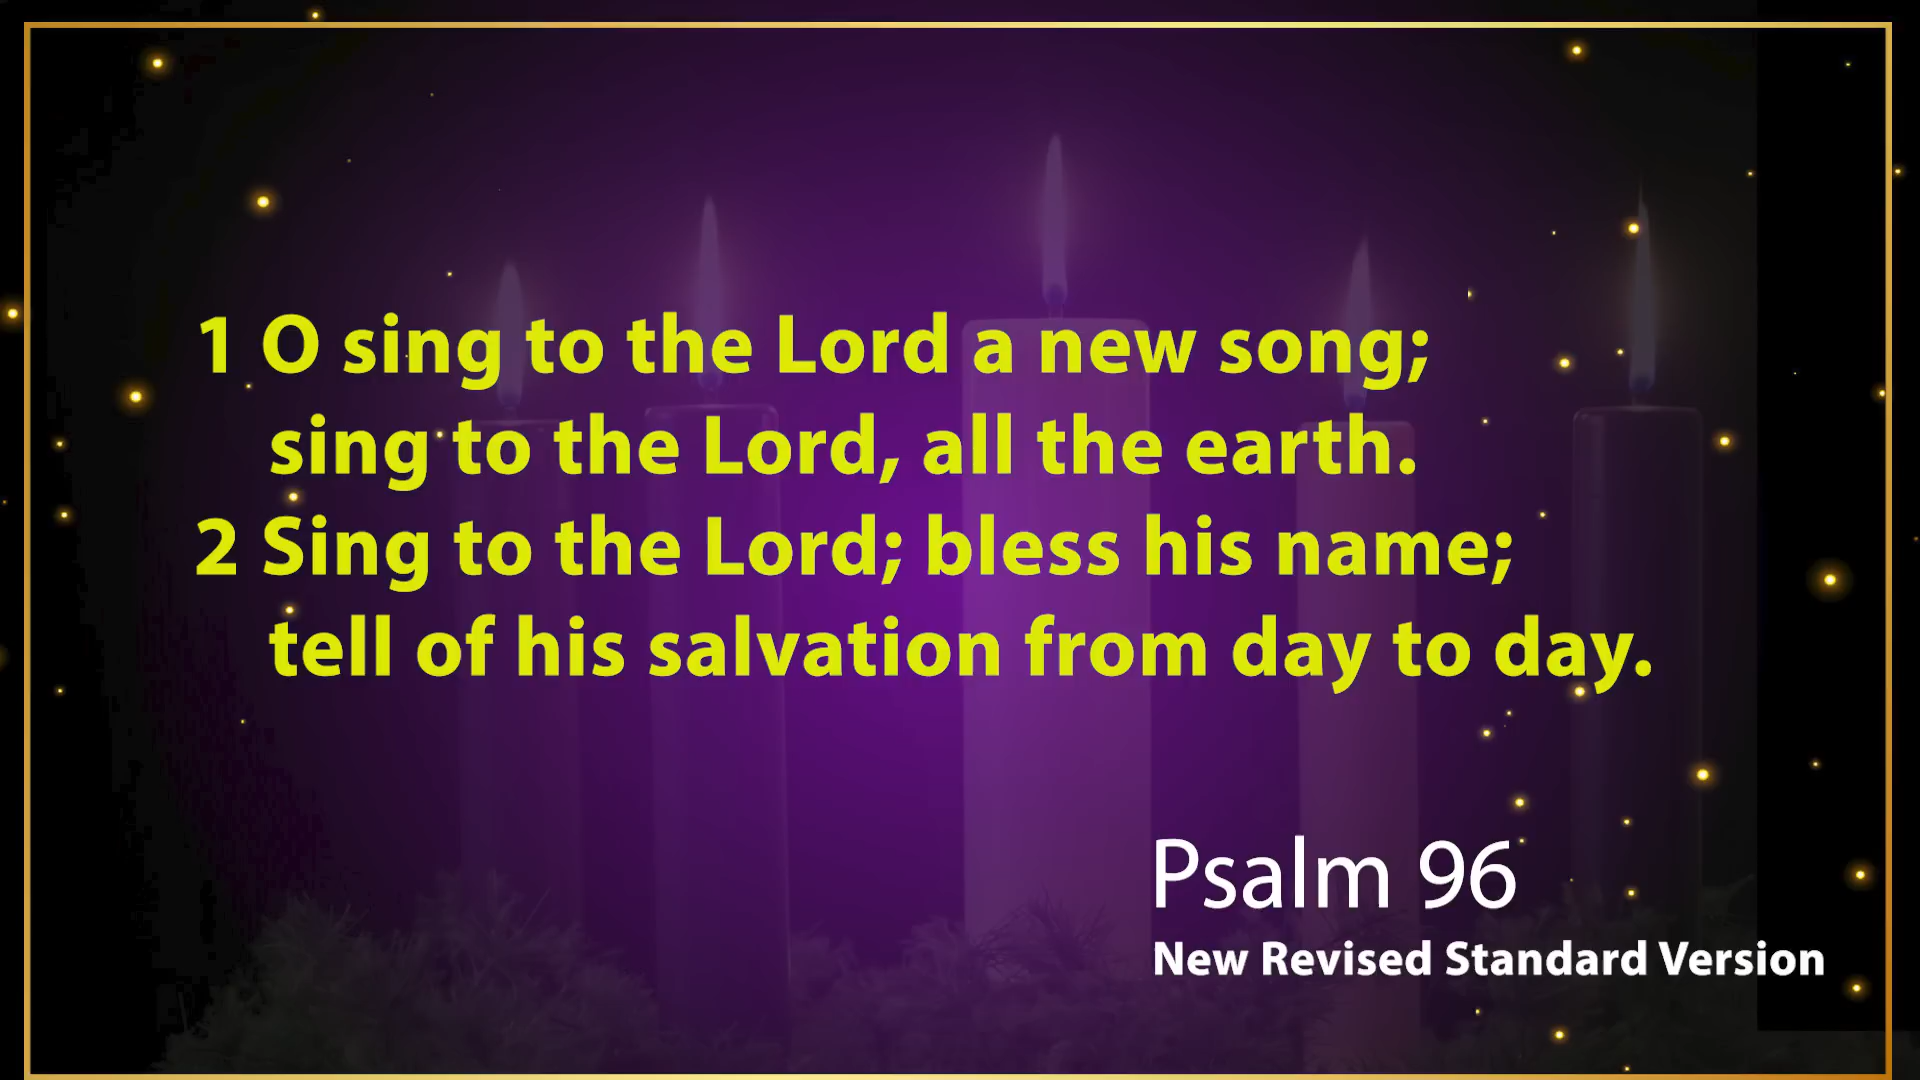 1 O sing to the Lord a new song;
sing to the Lord, all the earth.
2 Sing to the Lord; bless his name;
tell of his salvation from day to day.
Psalm 96
New Revised Standard Version